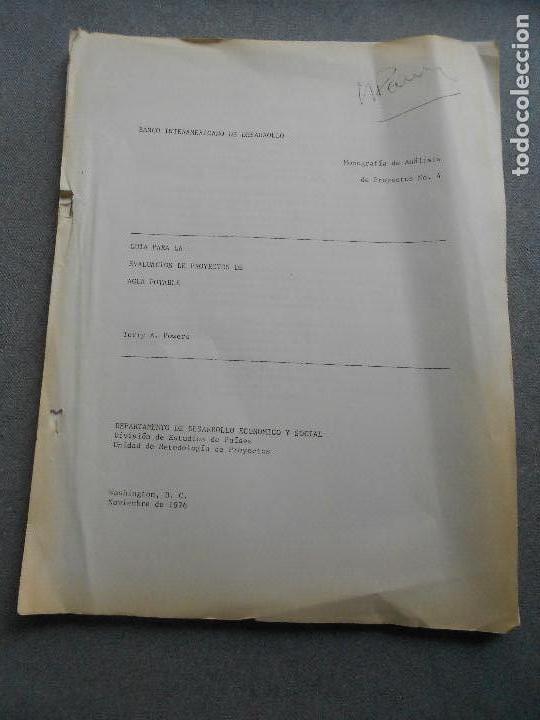 BANCO INTERAMERICANO DE DESARROLLO
Monografía de Análisis
de Proyectos No. 4
GUIA PARA LA
EVALUACION DE PROYECTOS DE
AGUA POTABLE
Terry A. Powers
DEPARTAMENTO DE DESARROLLO ECONOMICO Y SOCIAL
División de Estudios de Países
Unidad de Metodología de Proyectos
Washington, D. C.
Noviembre de 1976
todocoleccion.net